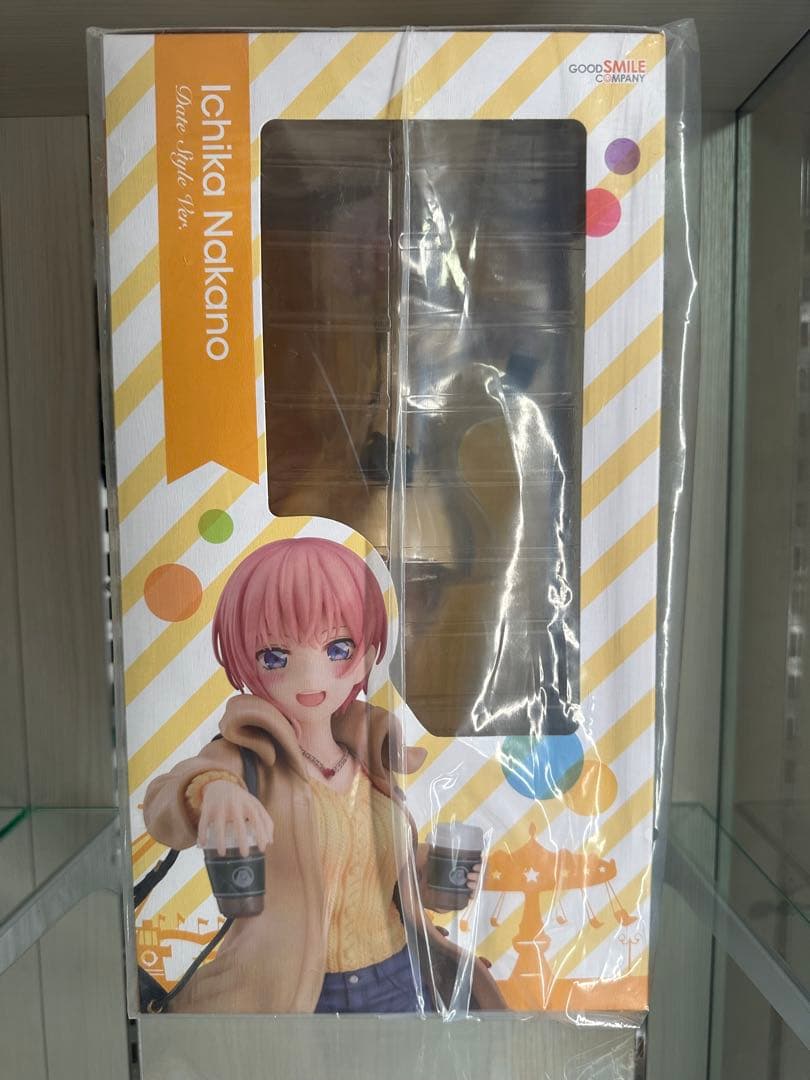 GOOD SMILE
COMPANY
Ichika Nakano
Date Style Ver.